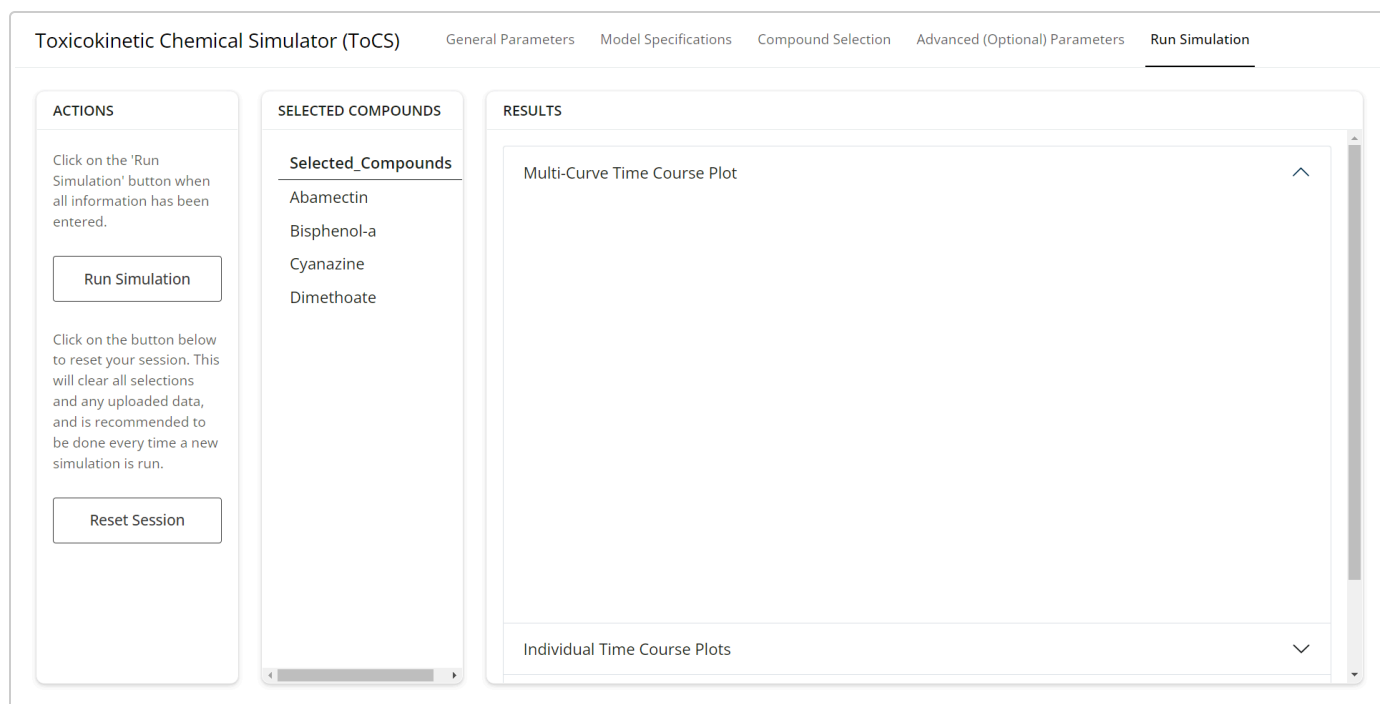 Toxicokinetic Chemical Simulator (ToCS) General Parameters Model Specifications Compound Selection Advanced (Optional) Parameters Run Simulation
ACTIONS
Click on the 'Run
Simulation' button when
all information has been
entered.
Run Simulation
Click on the button below
to reset your session. This
will clear all selections
and any uploaded data,
and is recommended to
be done every time a new
simulation is run.
Reset Session
SELECTED COMPOUNDS
Selected_Compounds
Abamectin
Bisphenol-a
Cyanazine
Dimethoate
RESULTS
Multi-Curve Time Course Plot
Individual Time Course Plots